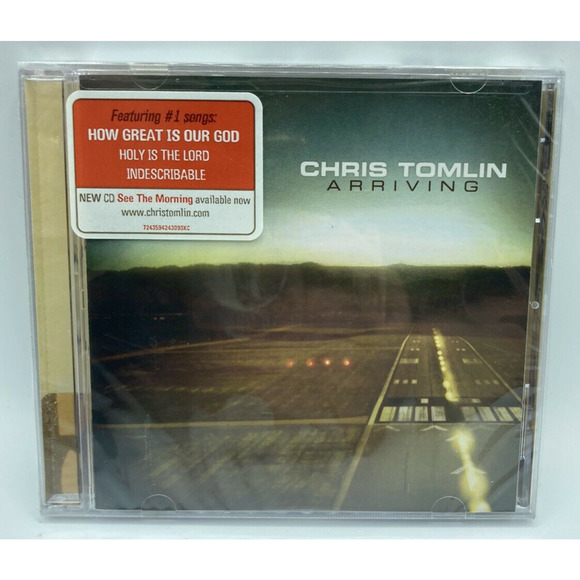 Featuring #1 songs:
HOW GREAT IS OUR GOD
HOLY IS THE LORD
INDESCRIBABLE
NEW CD See The Morning available now
www.christomlin.com
724359424309XKC
CHRIS TOMLIN
ARRIVING